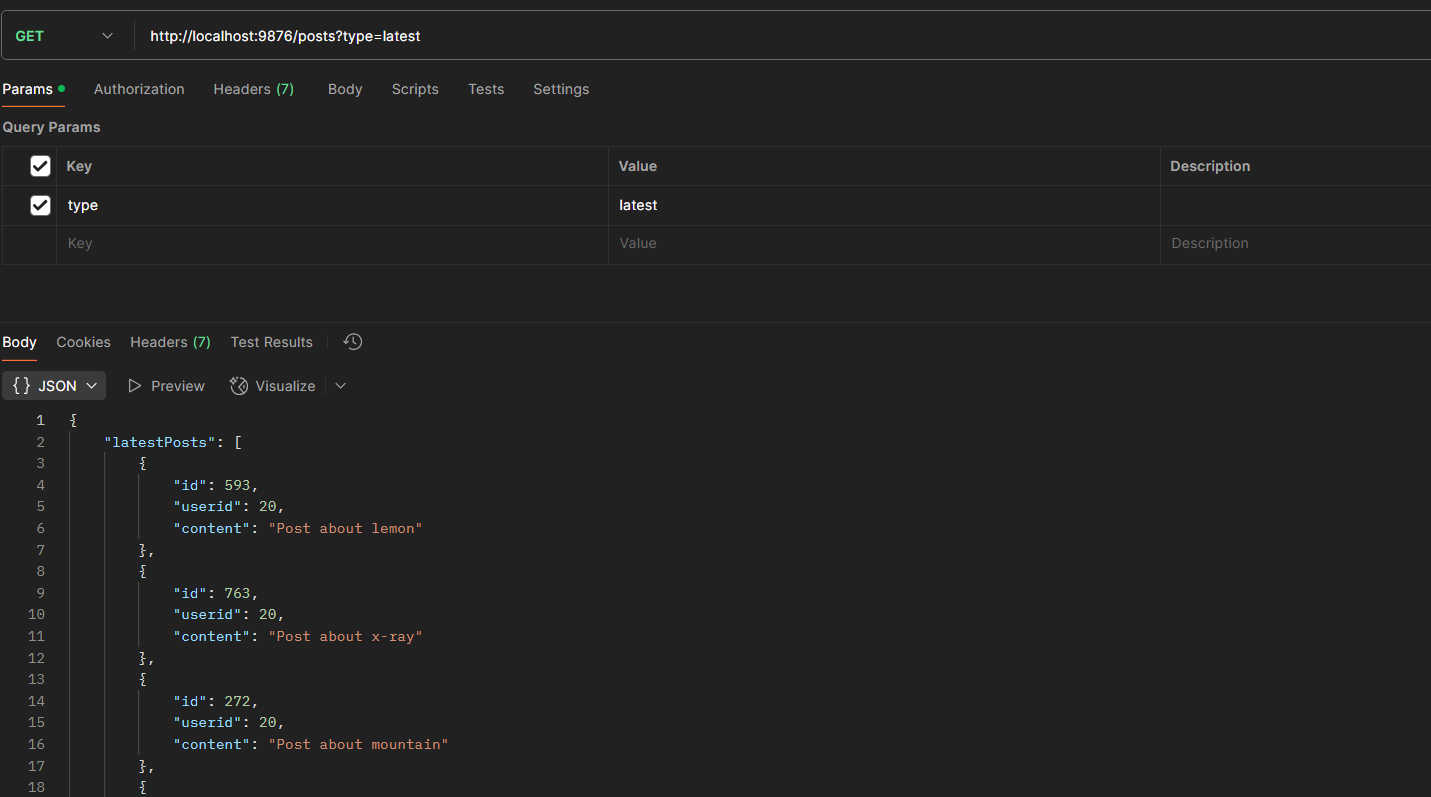 GET http://localhost:9876/posts?type=latest
Params Authorization Headers (7) Body Scripts Tests Settings
Query Params
Key Value Description
type latest
Key Value Description
Body Cookies Headers (7) Test Results
{} JSON Preview Visualize
1 {
2 "latestPosts": [
3 {
4 "id": 593,
5 "userid": 20,
6 "content": "Post about lemon"
7 },
8 {
9 "id": 763,
10 "userid": 20,
11 "content": "Post about x-ray"
12 },
13 {
14 "id": 272,
15 "userid": 20,
16 "content": "Post about mountain"
17 },
18 {